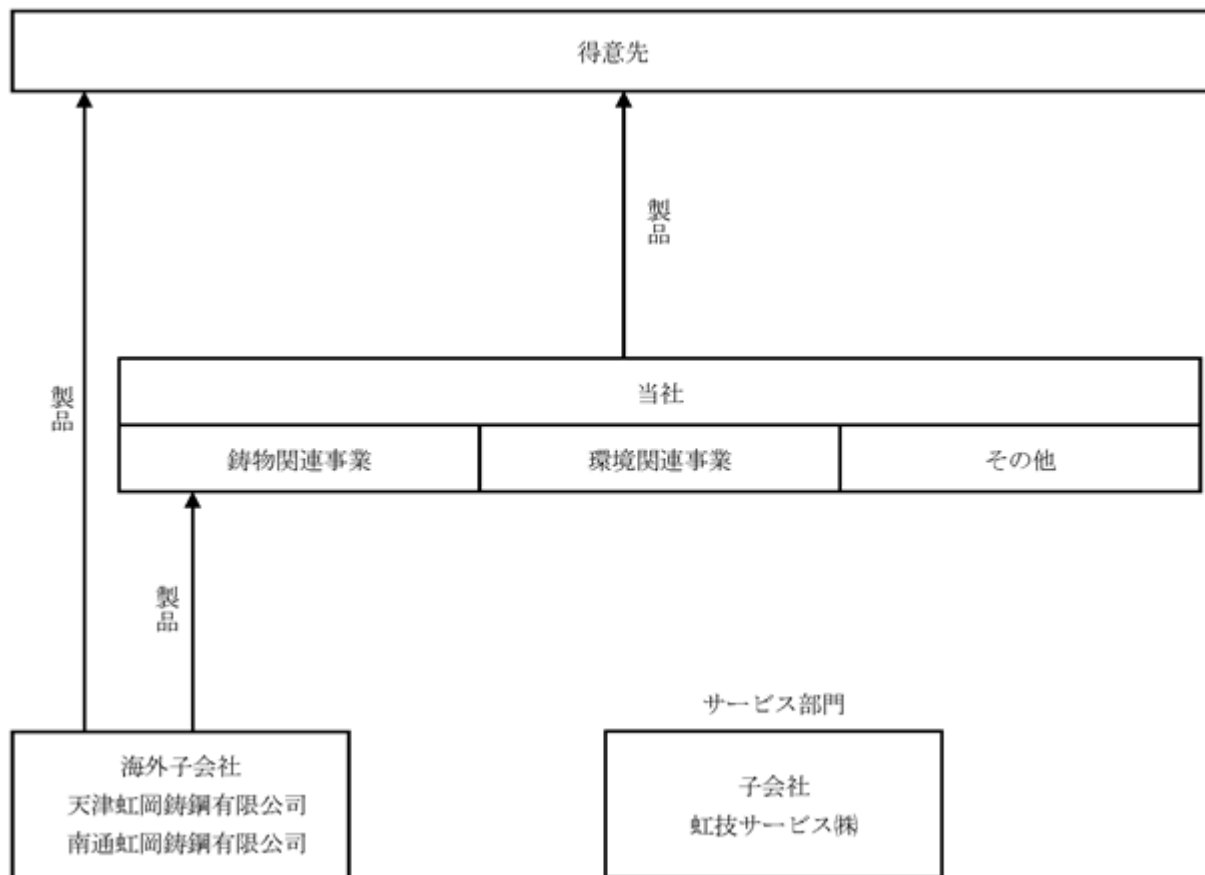 得意先
製品
製品
当社
鋳物関連事業
環境関連事業
その他
製品
サービス部門
海外子会社
天津虹岡鋳鋼有限公司
南通虹岡鋳鋼有限公司
子会社
虹技サービス㈱